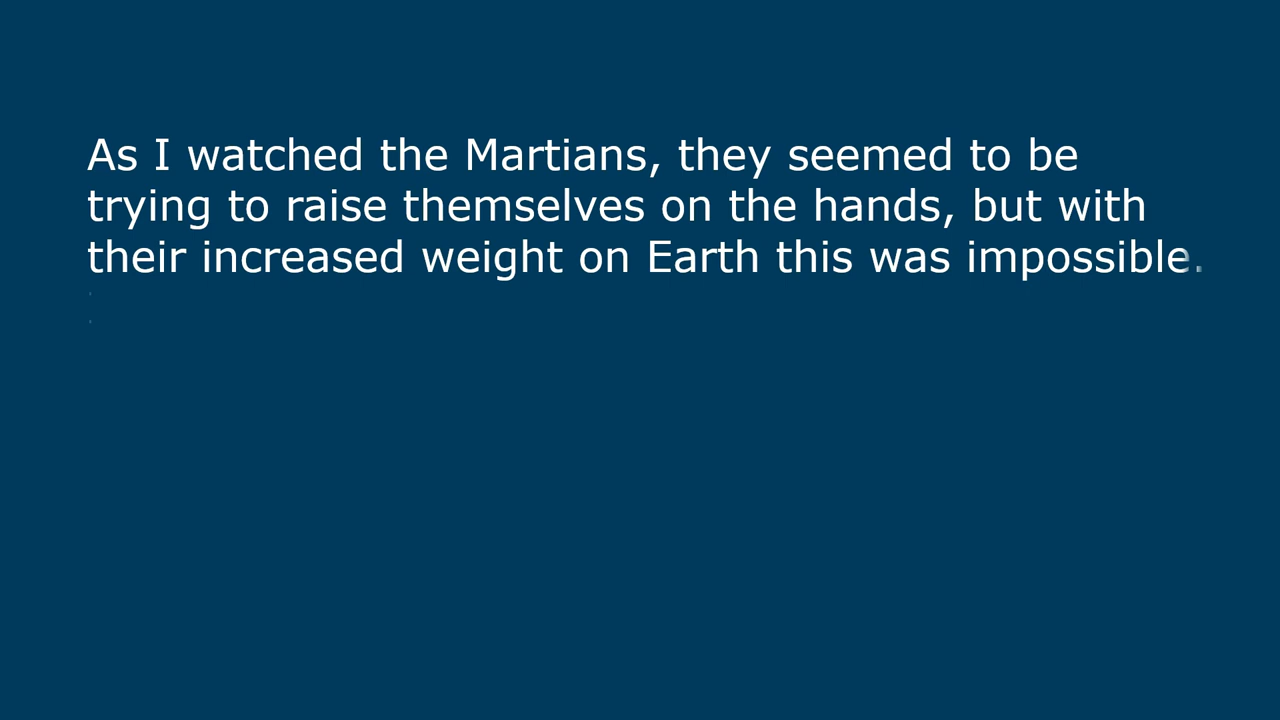 As I watched the Martians, they seemed to be
trying to raise themselves on the hands, but with
their increased weight on Earth this was impossible.